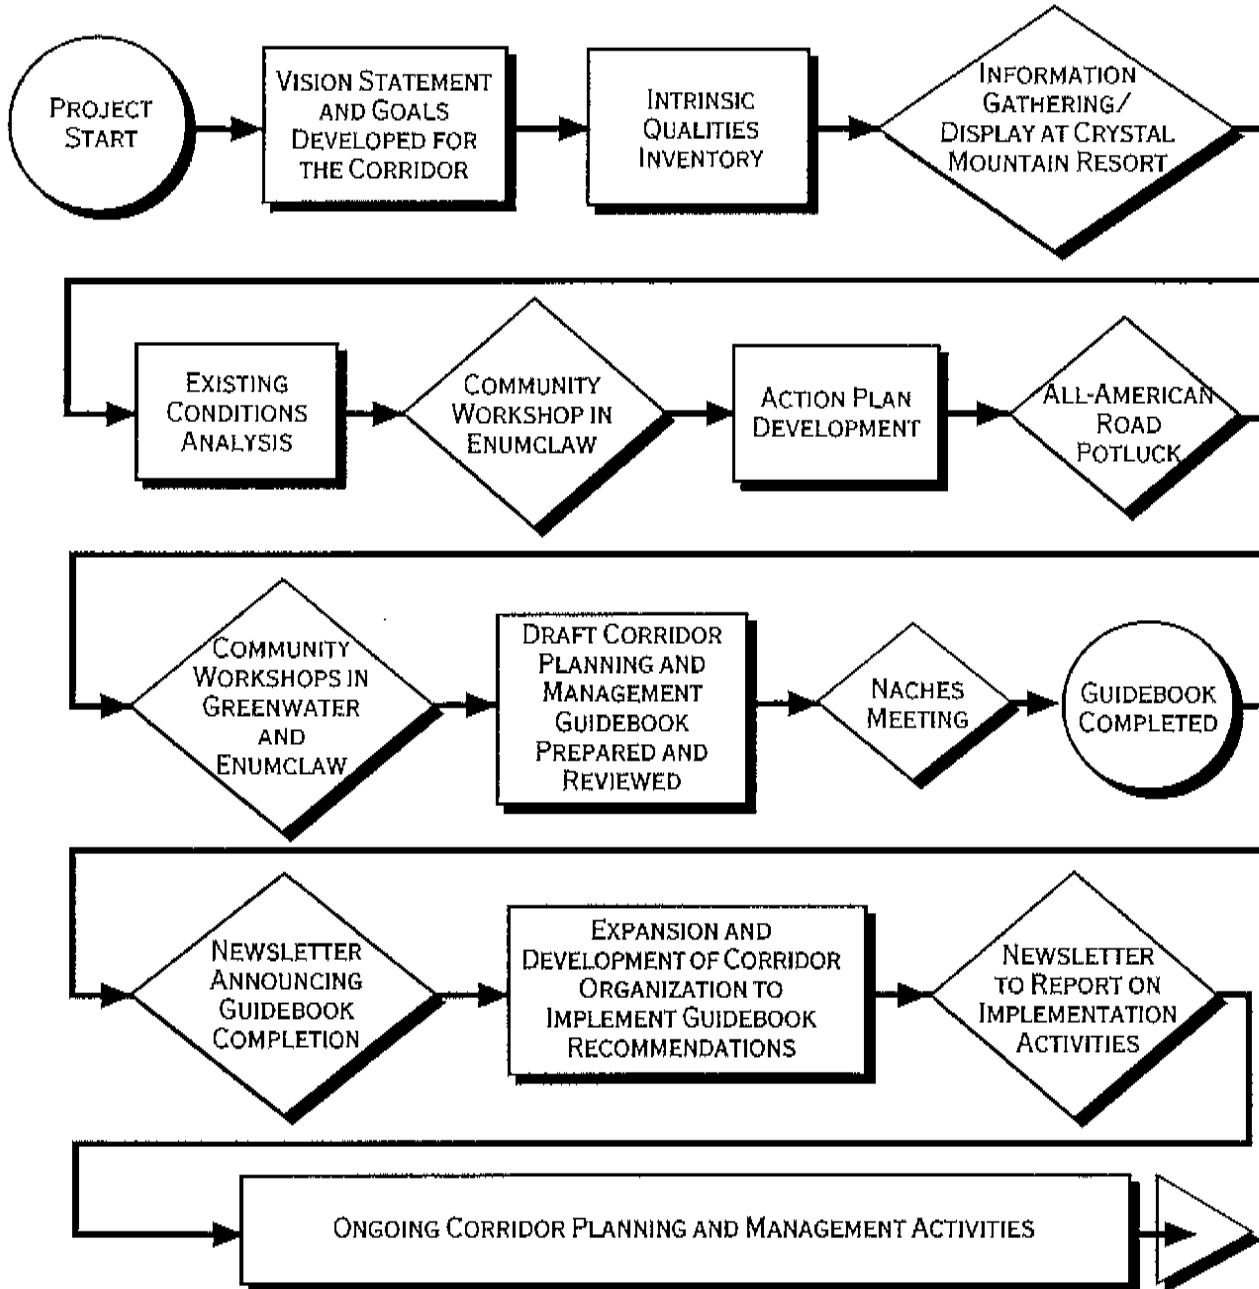 PROJECT
START
VISION STATEMENT
AND GOALS
DEVELOPED FOR
THE CORRIDOR
INTRINSIC
QUALITIES
INVENTORY
INFORMATION
GATHERING/
DISPLAY AT CRYSTAL
MOUNTAIN RESORT
EXISTING
CONDITIONS
ANALYSIS
COMMUNITY
WORKSHOP IN
ENUMCLAW
ACTION PLAN
DEVELOPMENT
ALL-AMERICAN
ROAD
POTLUCK
COMMUNITY
WORKSHOPS IN
GREENWATER
AND
ENUMCLAW
DRAFT CORRIDOR
PLANNING AND
MANAGEMENT
GUIDEBOOK
PREPARED AND
REVIEWED
NACHES
MEETING
GUIDEBOOK
COMPLETED
NEWSLETTER
ANNOUNCING
GUIDEBOOK
COMPLETION
EXPANSION AND
DEVELOPMENT OF CORRIDOR
ORGANIZATION TO
IMPLEMENT GUIDEBOOK
RECOMMENDATIONS
NEWSLETTER
TO REPORT ON
IMPLEMENTATION
ACTIVITIES
ONGOING CORRIDOR PLANNING AND MANAGEMENT ACTIVITIES